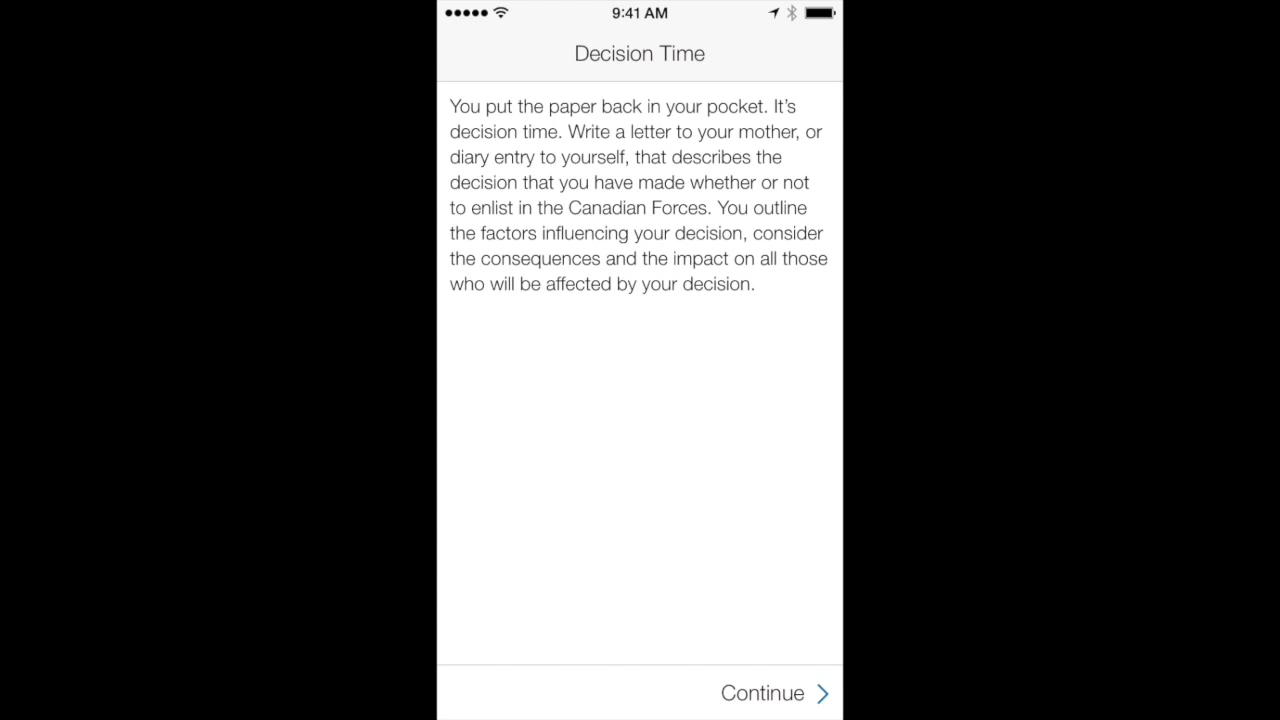 9:41 AM
Decision Time
You put the paper back in your pocket. It’s
decision time. Write a letter to your mother, or
diary entry to yourself, that describes the
decision that you have made whether or not
to enlist in the Canadian Forces. You outline
the factors influencing your decision, consider
the consequences and the impact on all those
who will be affected by your decision.
Continue